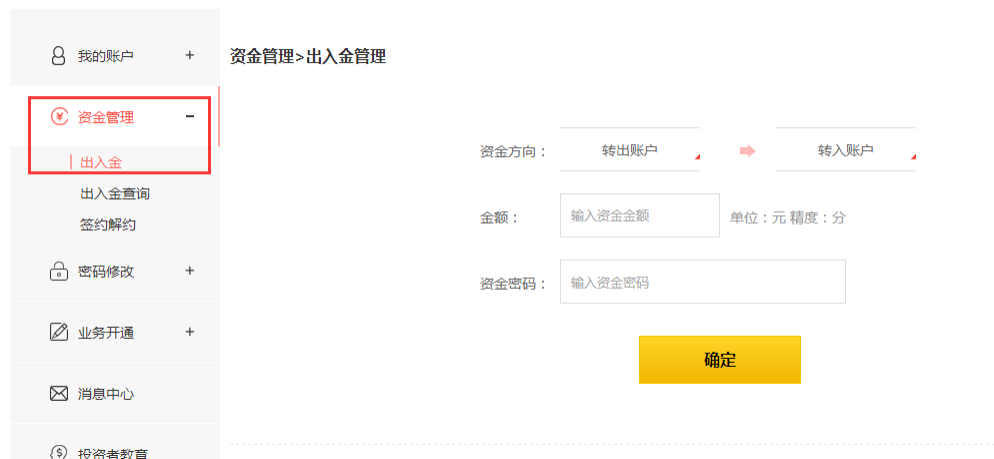 我的账户 +
资金管理 -
出入金
出入金查询
签约解约
密码修改 +
业务开通 +
消息中心
投资者教育
资金管理>出入金管理
资金方向： 转出账户 转入账户
金额： 输入资金金额 单位：元 精度：分
资金密码： 输入资金密码
确定